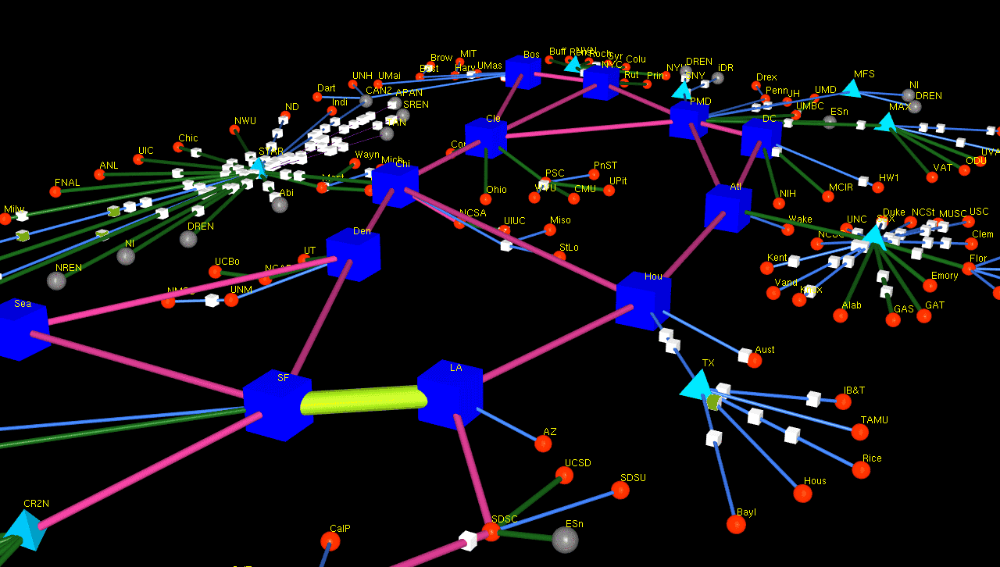 Bos
Buff
NYC
Syr
Colu
Rut
Prin
DREN
iDR
PMD
MIT
Brow
Harv
UMas
UNH
UMai
Dart
CAN2
APAN
SREN
Indi
ND
NWU
Chic
UIC
ANL
FNAL
Milw
STAR
Abi
DREN
NI
NREN
Wayn
Mich
Chi
Cle
Ohio
PSC
PnST
UPit
CMU
Drex
Penn
JH
UMD
UMBC
ESn
MFS
NI
DREN
MAX
DC
VAT
ODU
UVA
HW1
MCIR
NIH
Atl
Wake
UNC
Duke
NCSt
MUSC
USC
Clem
Flor
Emory
GAT
GAS
Alab
Vand
Kent
NCSA
UIUC
Miso
StLo
Den
UT
UCBo
UNM
Sea
Hou
Aust
TX
IB&T
TAMU
Rice
Hous
Bayl
SF
LA
AZ
UCSD
SDSU
SDSC
ESn
CalP
CR2N